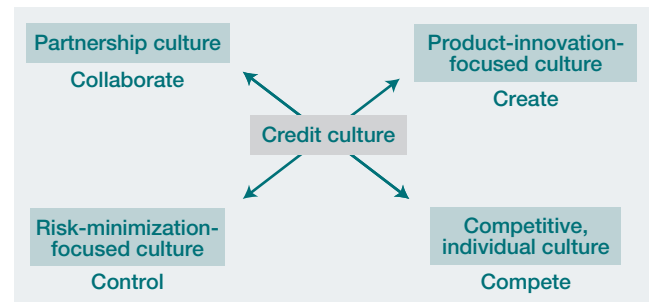 Partnership culture
Collaborate
Product-innovation-
focused culture
Create
Credit culture
Risk-minimization-
focused culture
Control
Competitive,
individual culture
Compete